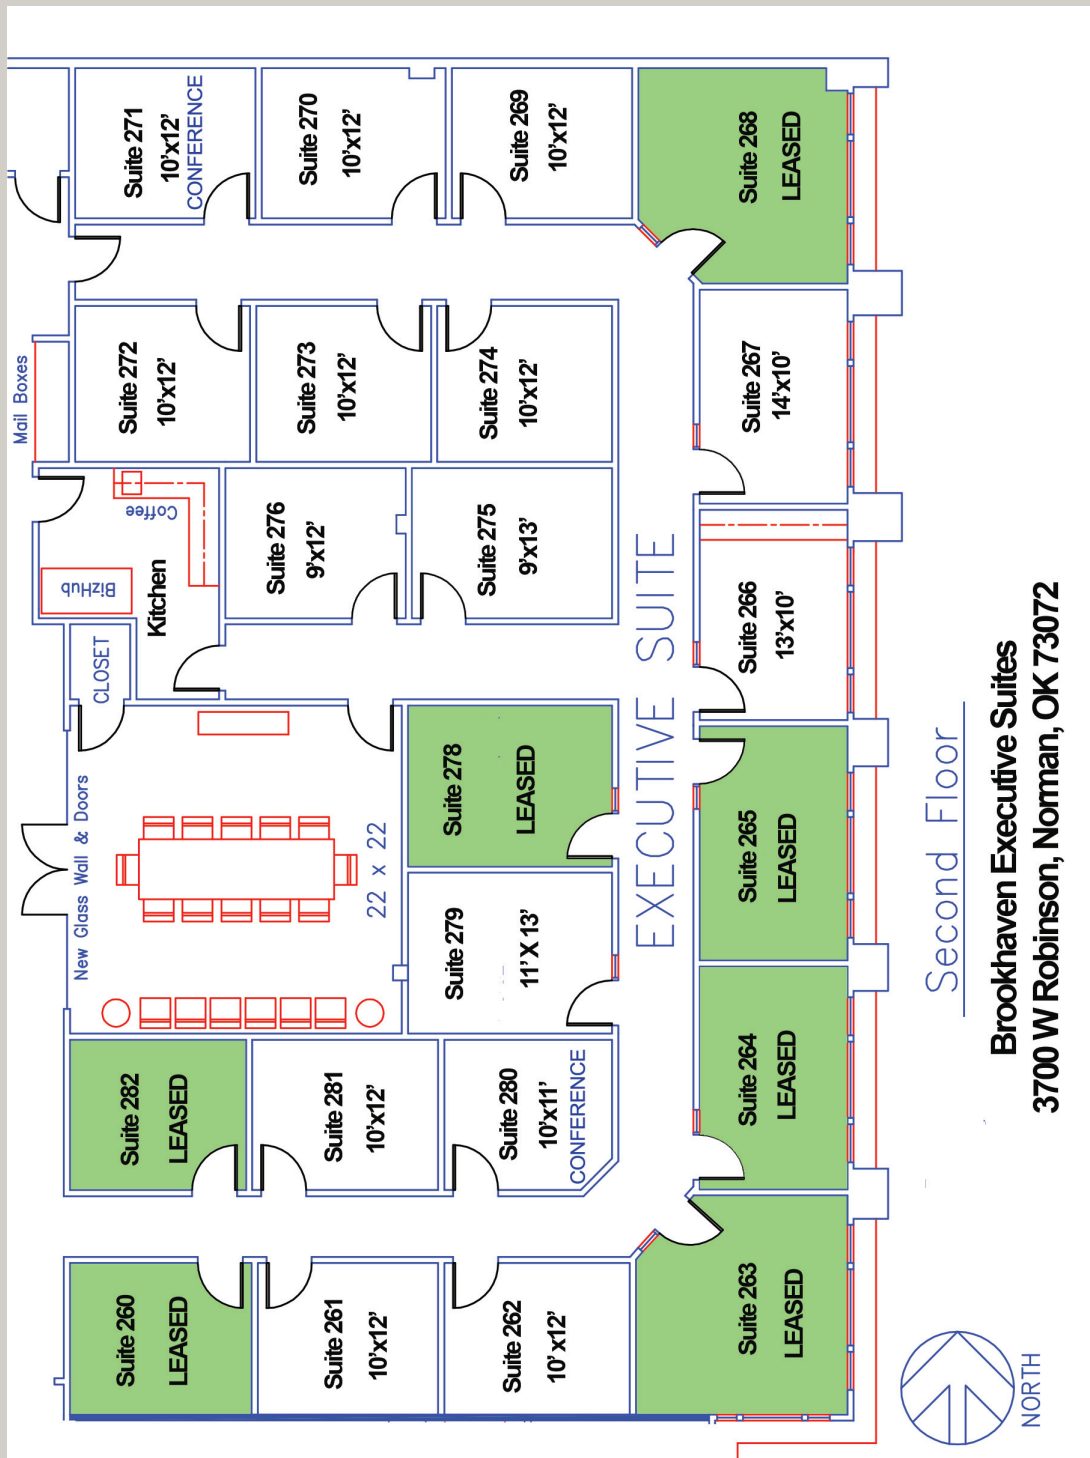 Suite 271
10'x12'
CONFERENCE
Suite 270
10'x12'
Suite 269
10'x12'
Suite 268
LEASED
Mail Boxes
Suite 272
10'x12'
Suite 273
10'x12'
Suite 274
10'x12'
Suite 267
14'x10'
Coffee
BizHub
Kitchen
CLOSET
Suite 276
9'x12'
Suite 275
9'x13'
Suite 266
13'x10'
EXECUTIVE SUITE
New Glass Wall & Doors
22 x 22
Suite 278
LEASED
Suite 279
11' X 13'
Suite 265
LEASED
Suite 264
LEASED
Suite 282
LEASED
Suite 281
10'x12'
Suite 280
10'x11'
CONFERENCE
Suite 260
LEASED
Suite 261
10'x12'
Suite 262
10' x12'
Suite 263
LEASED
Second Floor
Brookhaven Executive Suites
3700 W Robinson, Norman, OK 73072
NORTH